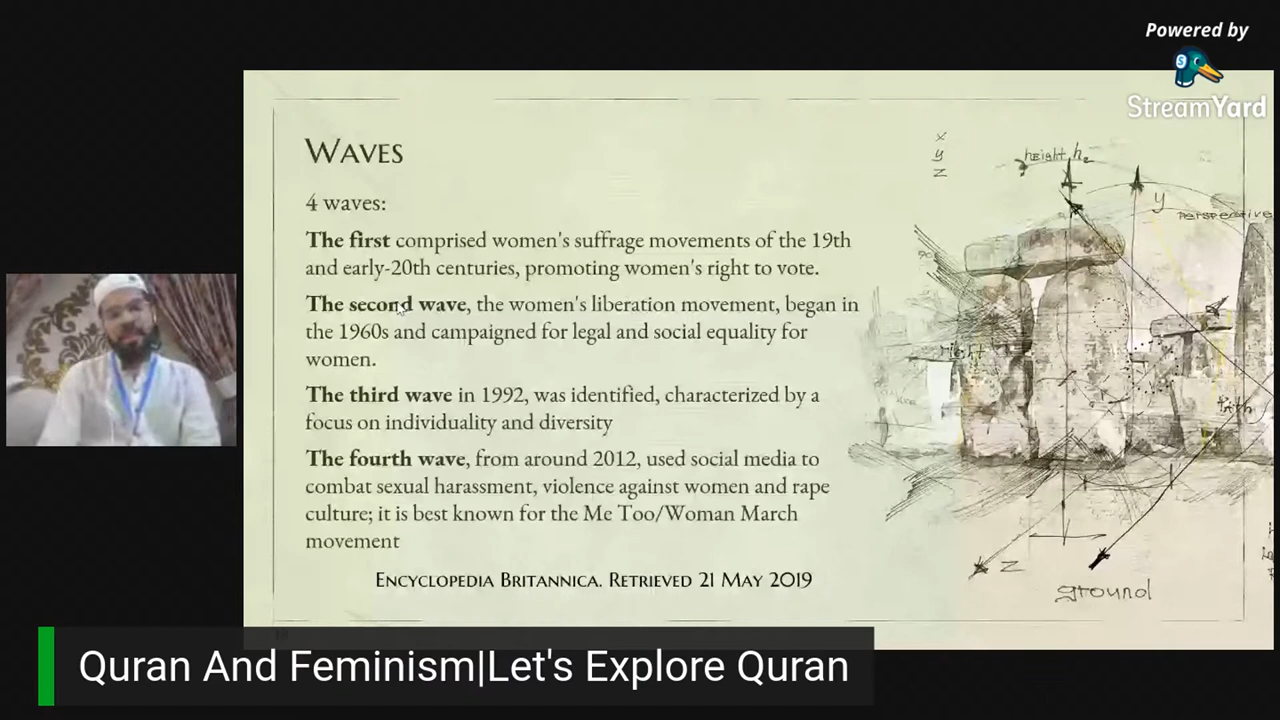 Powered by
StreamYard
Waves
4 waves:
The first comprised women's suffrage movements of the 19th
and early-20th centuries, promoting women's right to vote.
The second wave, the women's liberation movement, began in
the 1960s and campaigned for legal and social equality for
women.
The third wave in 1992, was identified, characterized by a
focus on individuality and diversity
The fourth wave, from around 2012, used social media to
combat sexual harassment, violence against women and rape
culture; it is best known for the Me Too/Woman March
movement
Encyclopedia Britannica. Retrieved 21 May 2019
x
y
z
height h₂
y
perspective
Z
ground
Quran And Feminism|Let's Explore Quran